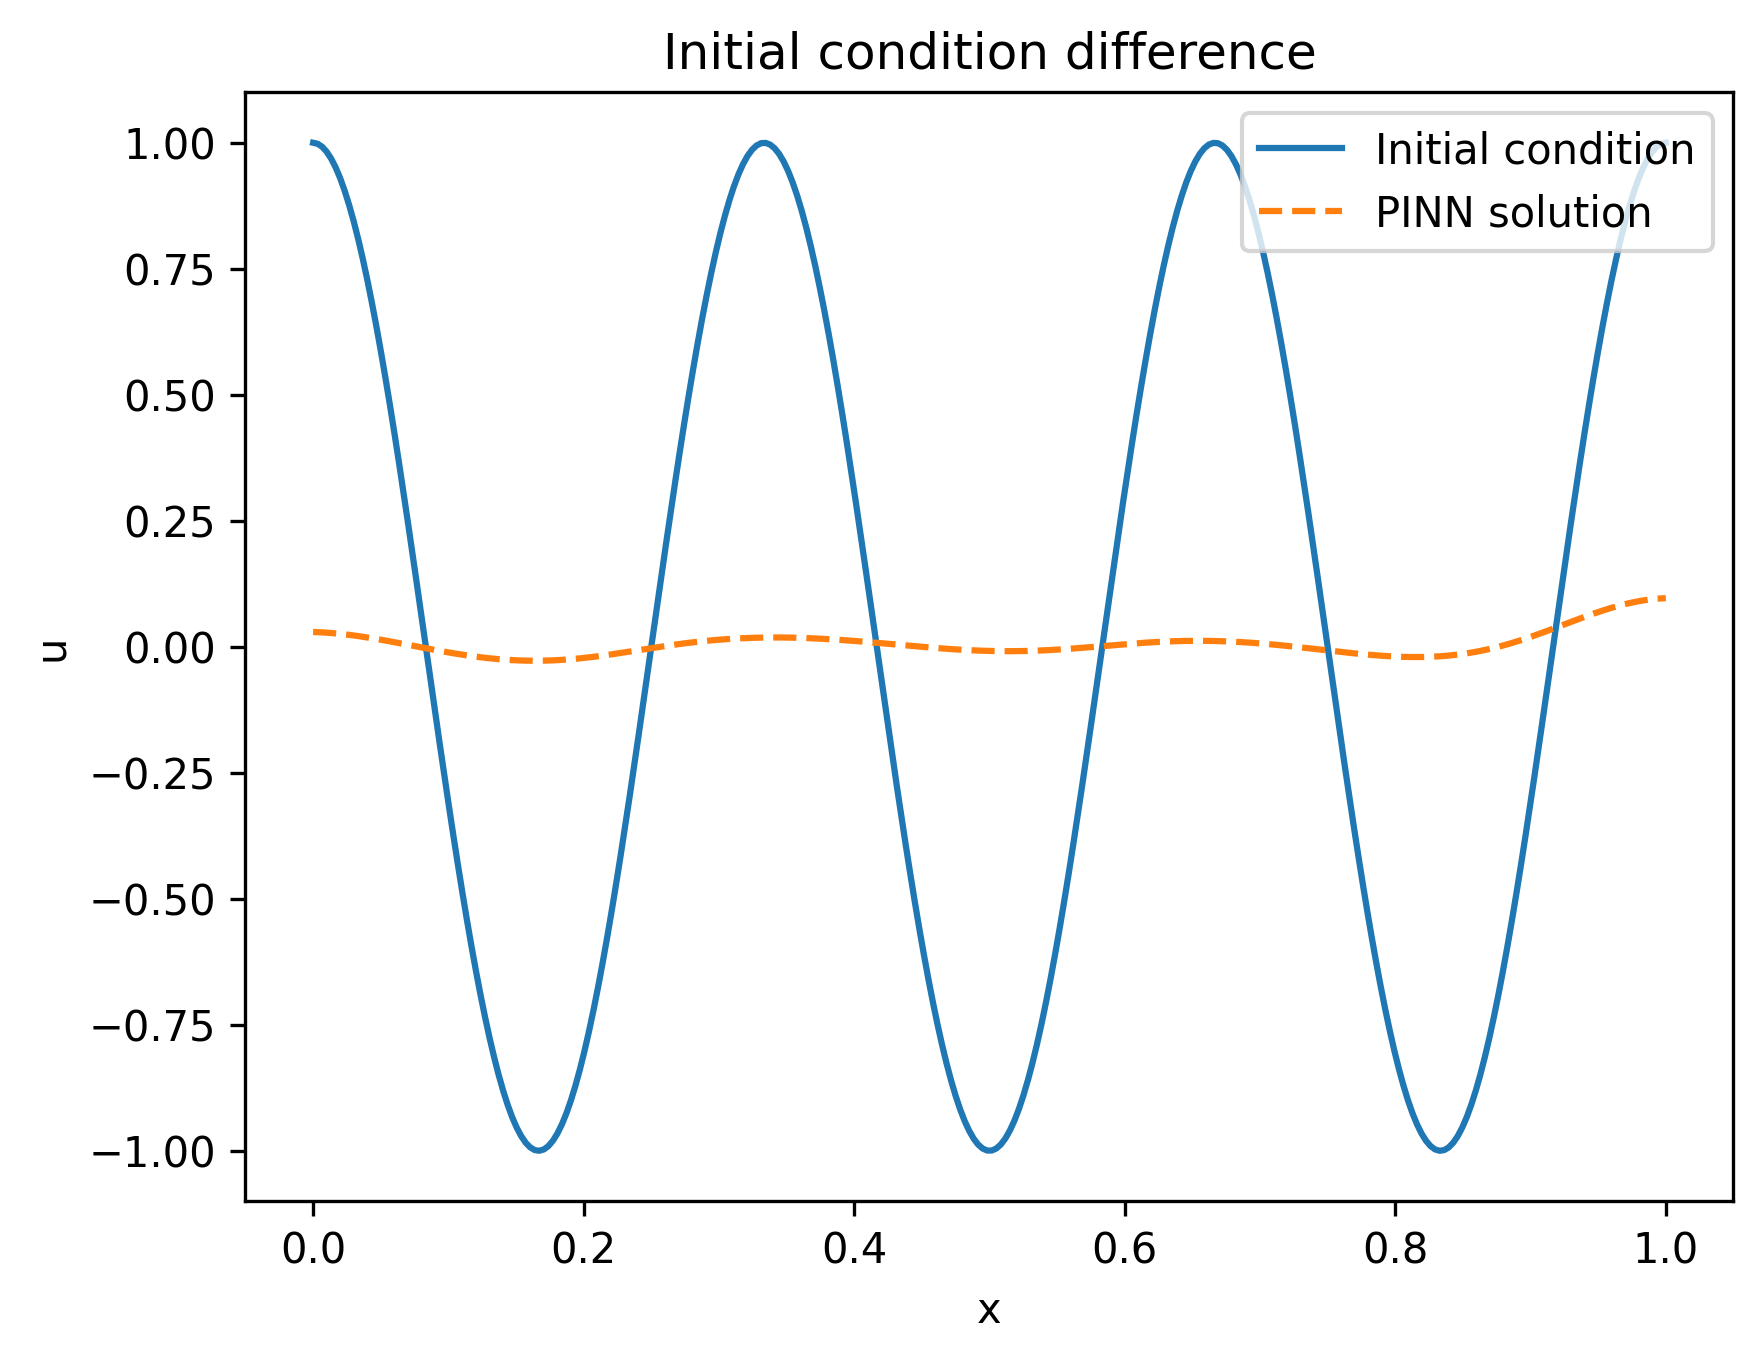 Initial condition difference
Initial condition
PINN solution
1.00
0.75
0.50
0.25
0.00
−0.25
−0.50
−0.75
−1.00
u
0.0 0.2 0.4 0.6 0.8 1.0
x